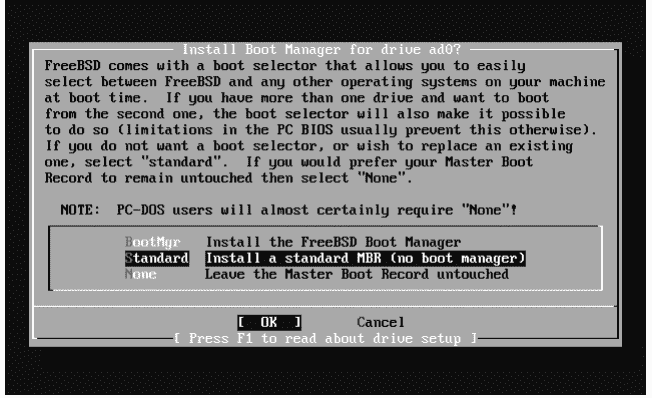 Install Boot Manager for drive ad0?
FreeBSD comes with a boot selector that allows you to easily
select between FreeBSD and any other operating systems on your machine
at boot time.  If you have more than one drive and want to boot
from the second one, the boot selector will also make it possible
to do so (limitations in the PC BIOS usually prevent this otherwise).
If you do not want a boot selector, or wish to replace an existing
one, select "standard".  If you would prefer your Master Boot
Record to remain untouched then select "None".
NOTE:  PC-DOS users will almost certainly require "None"!
BootMgr   Install the FreeBSD Boot Manager
Standard  Install a standard MBR (no boot manager)
None      Leave the Master Boot Record untouched
[  OK  ]       Cancel
[ Press F1 to read about drive setup ]